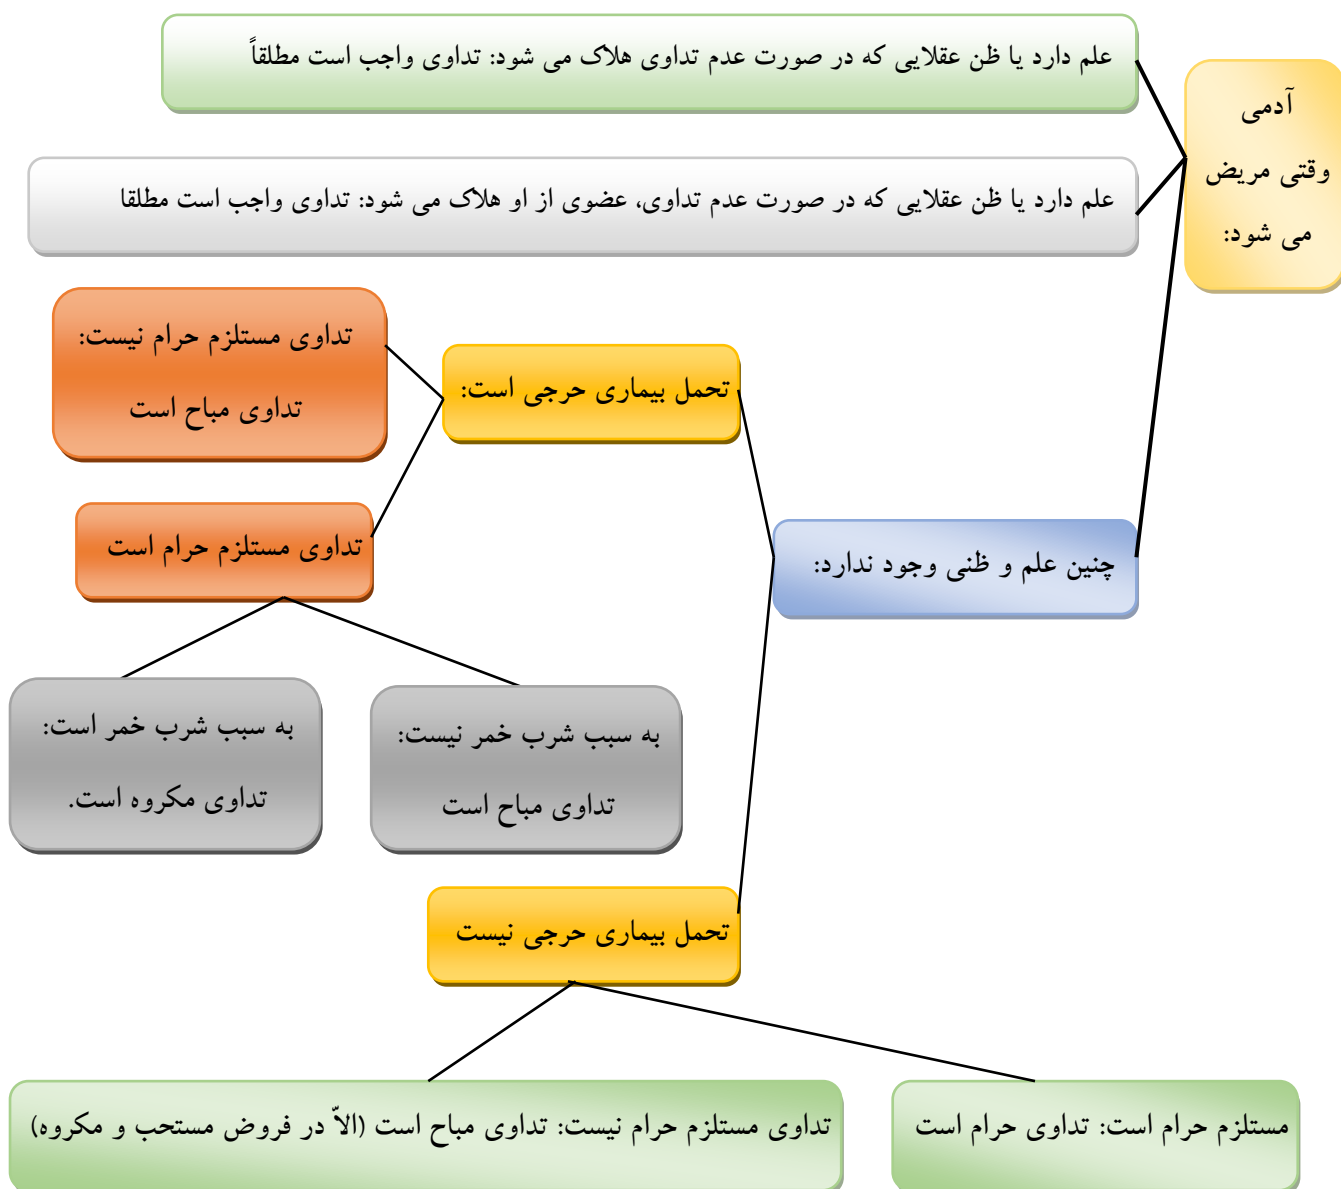 آدمی
وقتی مریض
می شود:
علم دارد یا ظن عقلایی که در صورت عدم تداوی هلاک می شود: تداوی واجب است مطلقاً
علم دارد یا ظن عقلایی که در صورت عدم تداوی، عضوی از او هلاک می شود: تداوی واجب است مطلقا
چنین علم و ظنی وجود ندارد:
تحمل بیماری حرجی است:
تداوی مستلزم حرام نیست:
تداوی مباح است
تداوی مستلزم حرام است
به سبب شرب خمر نیست:
تداوی مباح است
به سبب شرب خمر است:
تداوی مکروه است.
تحمل بیماری حرجی نیست
مستلزم حرام است: تداوی حرام است
تداوی مستلزم حرام نیست: تداوی مباح است (الاّ در فروض مستحب و مکروه)